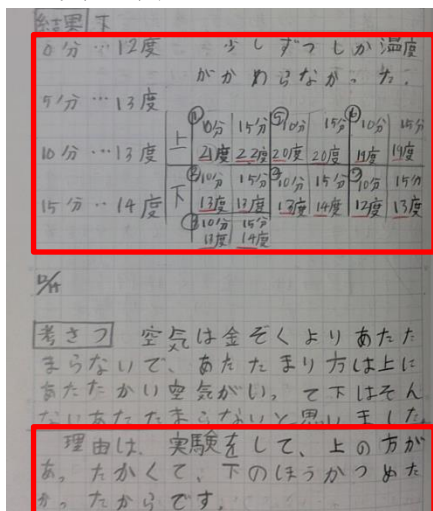 結果 下
0分…12度 少しずつしか温度
がかわらなかった.
5分…13度
10分…13度
15分…14度
上 ① 10分 15分 ⑤ 10分 15分 ⑥ 10分 15分
21度 22度 20度 20度 19度 19度
下 10分 15分 10分 15分 10分 15分
13度 13度 13度 14度 12度 13度
10分 15分
13度 14度
12/14
考さつ 空気は金ぞくよりあたた
まらないで、あたたまり方は上に
あたたかい空気がいって下はそん
なにあたたまらないと思いました。
理由は、実験をして、上の方が
あったかくて、下のほうがつめた
かったからです。